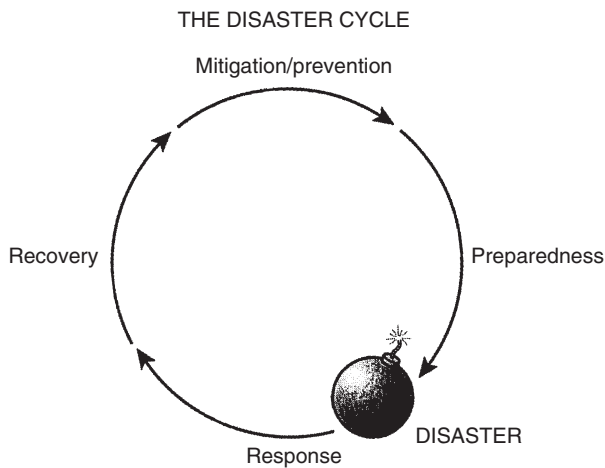 THE DISASTER CYCLE
Mitigation/prevention
Recovery
Preparedness
DISASTER
Response